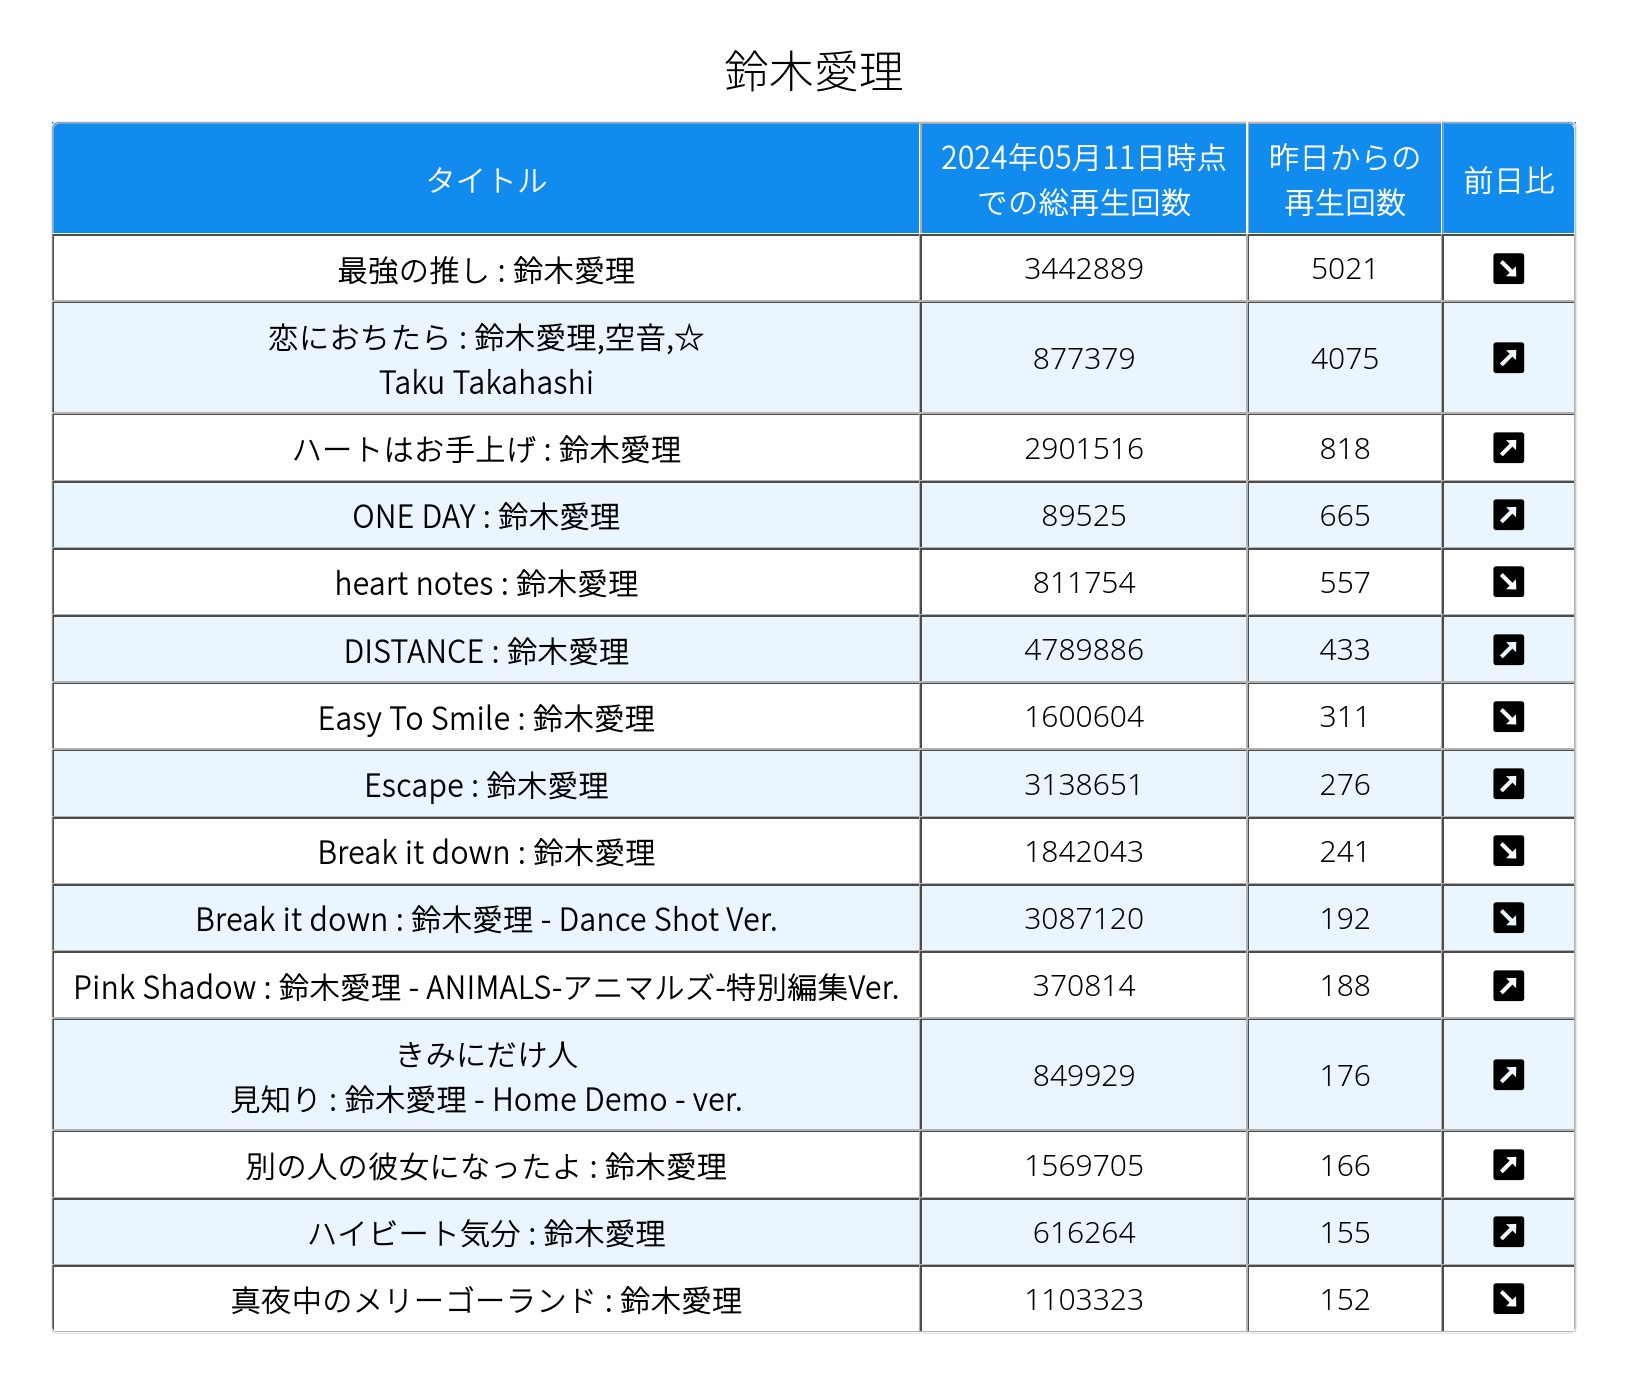 鈴木愛理
タイトル
2024年05月11日時点
での総再生回数
昨日からの
再生回数
前日比
最強の推し : 鈴木愛理 3442889 5021
恋におちたら : 鈴木愛理,空音,☆
Taku Takahashi
877379 4075
ハートはお手上げ : 鈴木愛理 2901516 818
ONE DAY : 鈴木愛理 89525 665
heart notes : 鈴木愛理 811754 557
DISTANCE : 鈴木愛理 4789886 433
Easy To Smile : 鈴木愛理 1600604 311
Escape : 鈴木愛理 3138651 276
Break it down : 鈴木愛理 1842043 241
Break it down : 鈴木愛理 - Dance Shot Ver. 3087120 192
Pink Shadow : 鈴木愛理 - ANIMALS-アニマルズ-特別編集Ver. 370814 188
きみにだけ人
見知り : 鈴木愛理 - Home Demo - ver.
849929 176
別の人の彼女になったよ : 鈴木愛理 1569705 166
ハイビート気分 : 鈴木愛理 616264 155
真夜中のメリーゴーランド : 鈴木愛理 1103323 152